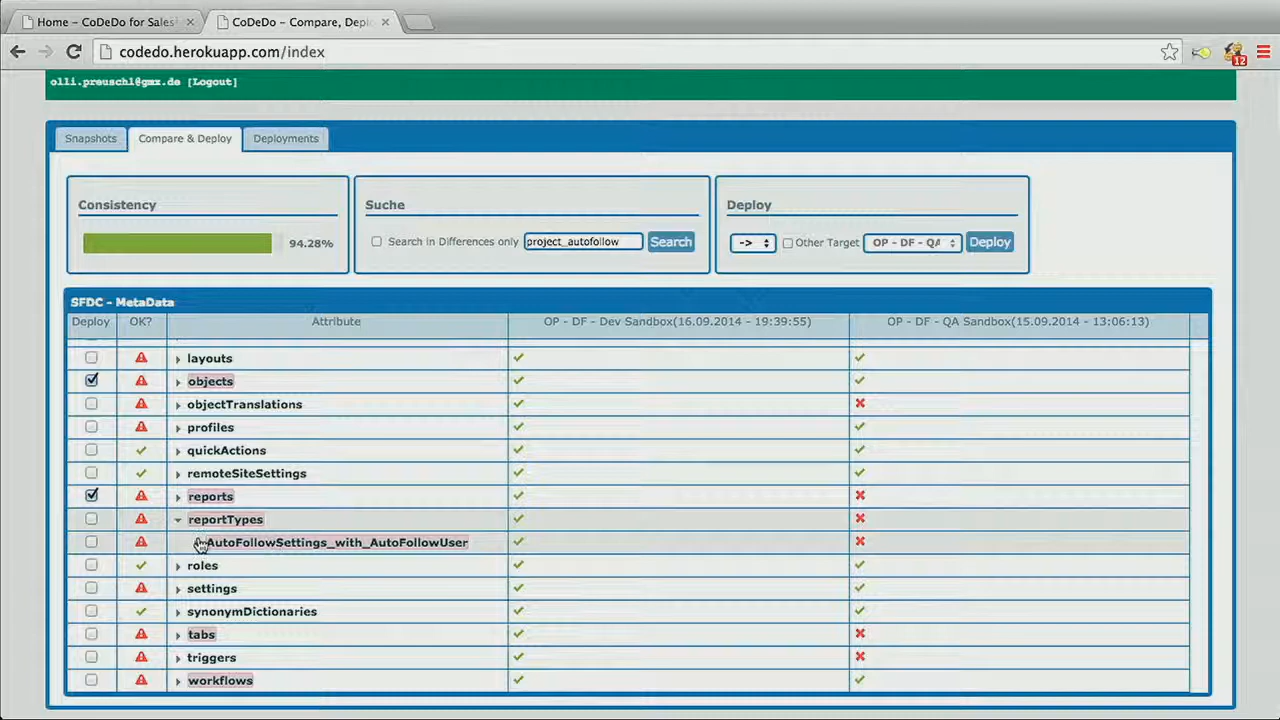 Home – CoDeDo for Salesf
CoDeDo – Compare, Deplo
codedo.herokuapp.com/index
12
olli.preuschl@gmx.de [Logout]
Snapshots
Compare & Deploy
Deployments
Consistency
94.28%
Suche
Search in Differences only
project_autofollow
Search
Deploy
->
Other Target
OP - DF - QA
Deploy
SFDC - MetaData
Deploy OK? Attribute OP - DF - Dev Sandbox(16.09.2014 - 19:39:55) OP - DF - QA Sandbox(15.09.2014 - 13:06:13)
layouts
objects
objectTranslations
profiles
quickActions
remoteSiteSettings
reports
reportTypes
AutoFollowSettings_with_AutoFollowUser
roles
settings
synonymDictionaries
tabs
triggers
workflows